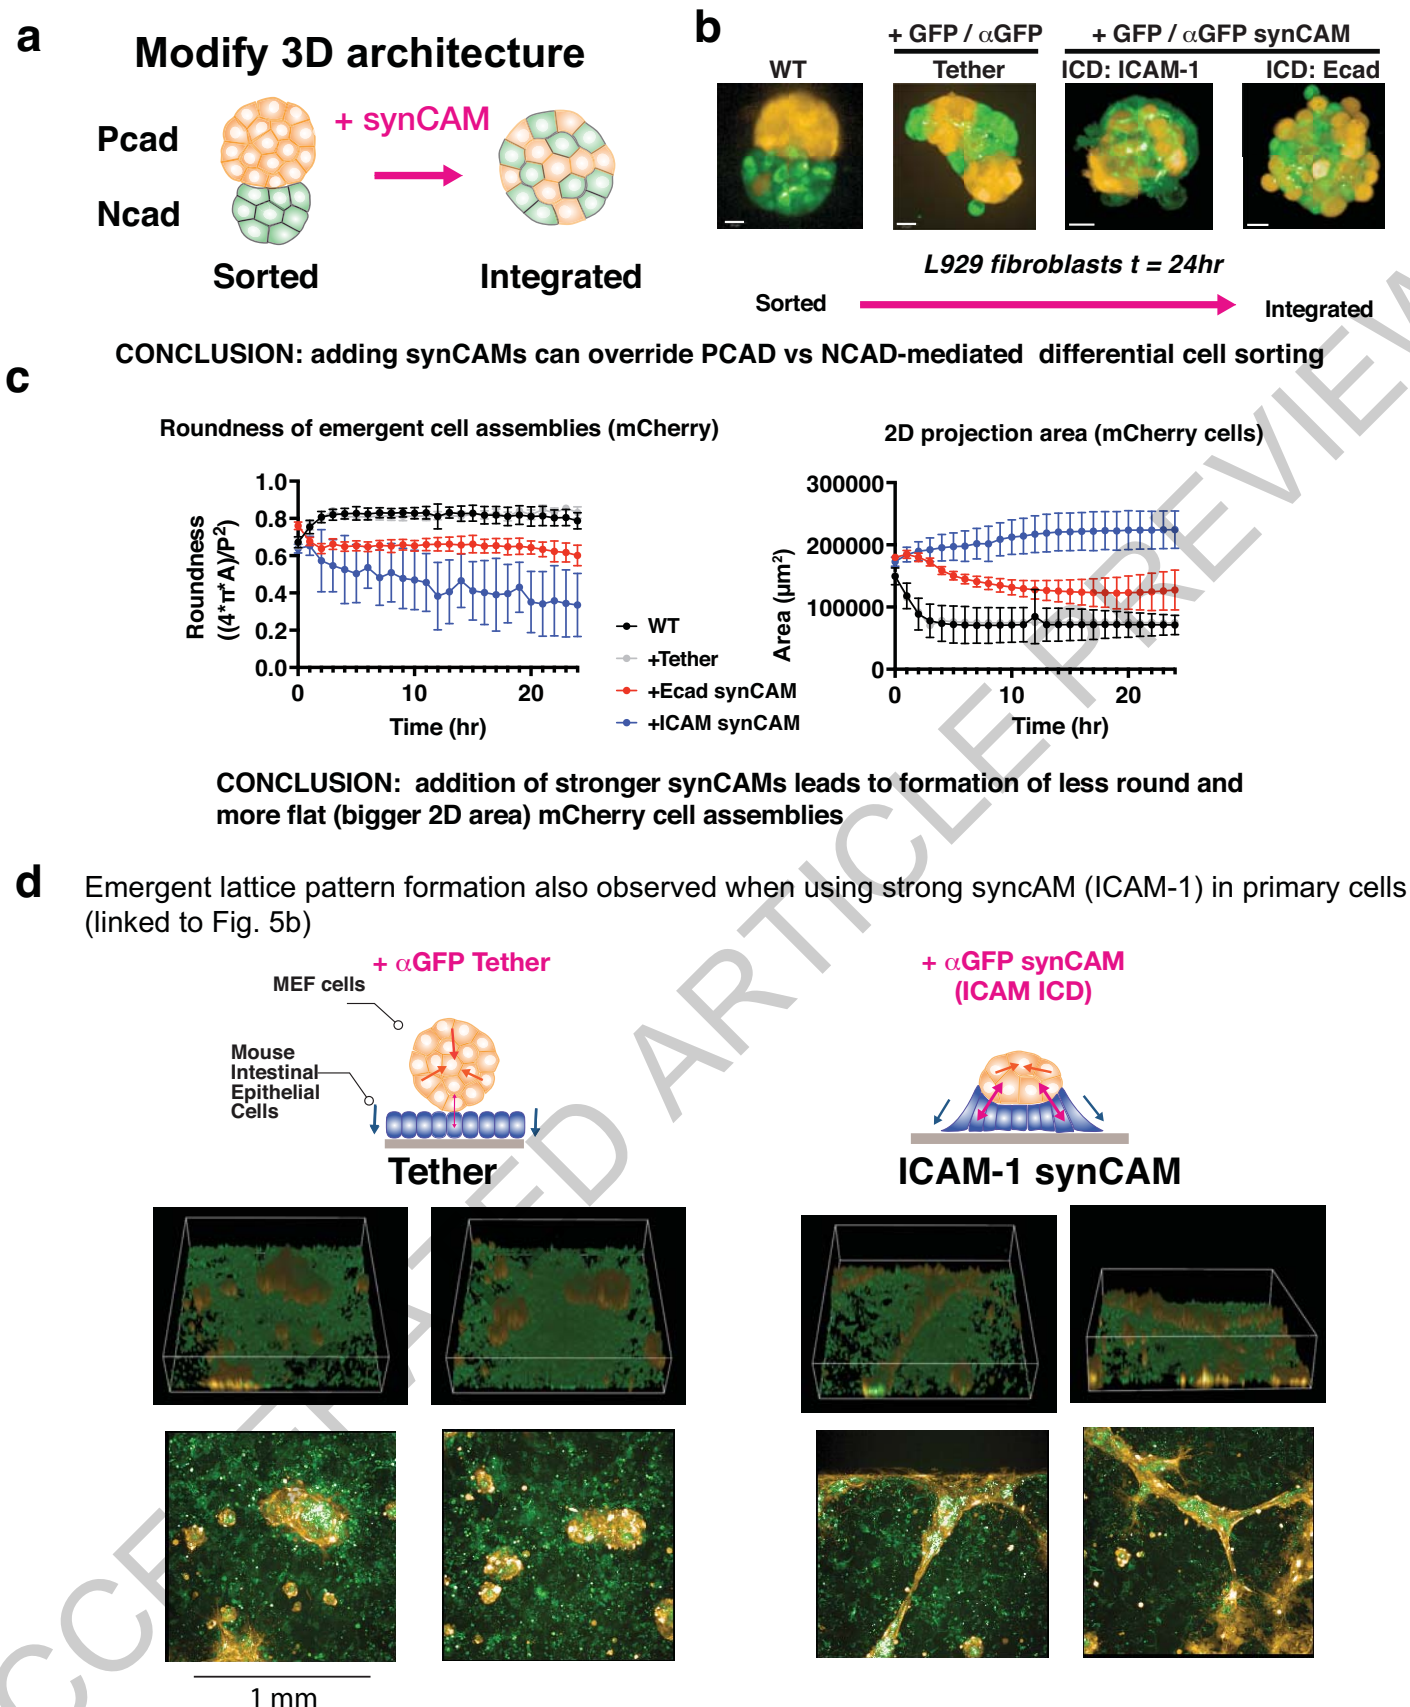 a
Modify 3D architecture
Pcad
Ncad
+ synCAM
Sorted
Integrated
b
+ GFP / αGFP
+ GFP / αGFP synCAM
WT
Tether
ICD: ICAM-1
ICD: Ecad
L929 fibroblasts t = 24hr
Sorted
Integrated
CONCLUSION: adding synCAMs can override PCAD vs NCAD-mediated differential cell sorting
c
Roundness of emergent cell assemblies (mCherry)
Roundness
((4*π*A)/P²)
1.0
0.8
0.6
0.4
0.2
0.0
0
10
20
Time (hr)
WT
+Tether
+Ecad synCAM
+ICAM synCAM
2D projection area (mCherry cells)
Area (µm²)
300000
200000
100000
0
0
10
20
Time (hr)
CONCLUSION: addition of stronger synCAMs leads to formation of less round and
more flat (bigger 2D area) mCherry cell assemblies
d
Emergent lattice pattern formation also observed when using strong syncAM (ICAM-1) in primary cells
(linked to Fig. 5b)
+ αGFP Tether
MEF cells
Mouse
Intestinal
Epithelial
Cells
Tether
+ αGFP synCAM
(ICAM ICD)
ICAM-1 synCAM
1 mm
ACCEPTED ARTICLE PREVIEW